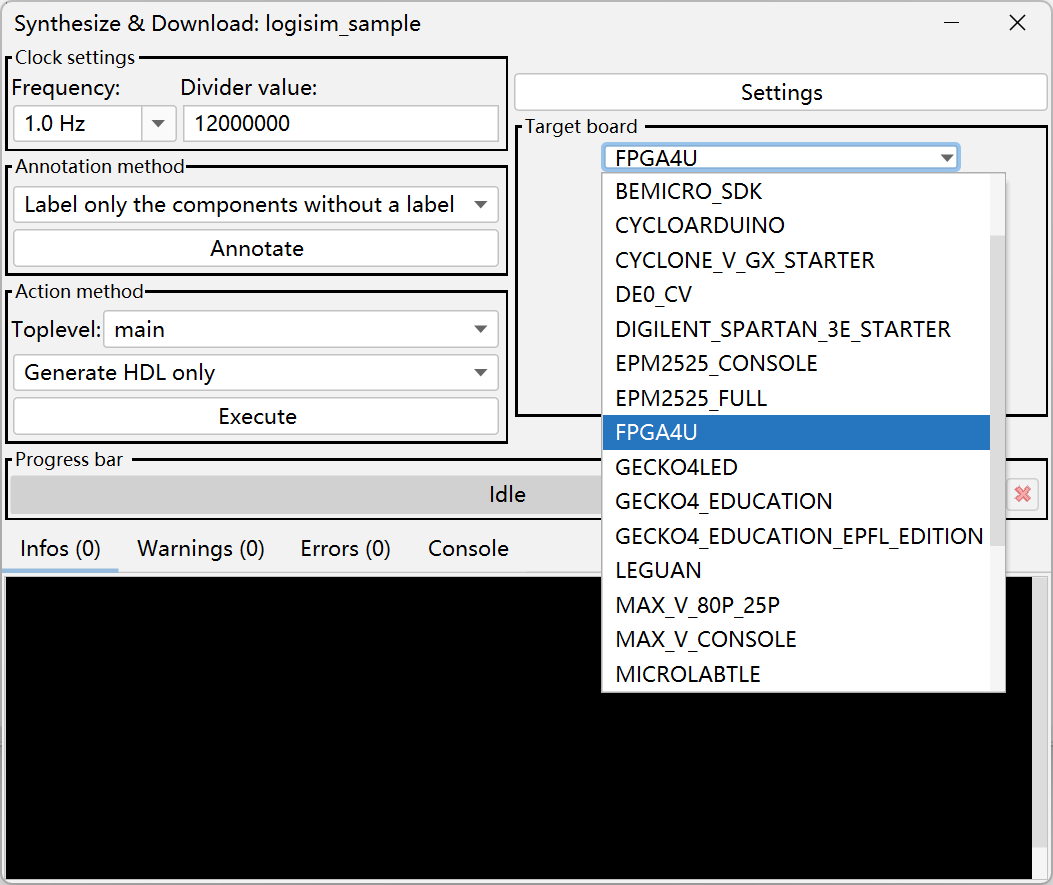 Synthesize & Download: logisim_sample
Clock settings
Frequency:
Divider value:
1.0 Hz
12000000
Annotation method
Label only the components without a label
Annotate
Action method
Toplevel:
main
Generate HDL only
Execute
Settings
Target board
FPGA4U
BEMICRO_SDK
CYCLOARDUINO
CYCLONE_V_GX_STARTER
DE0_CV
DIGILENT_SPARTAN_3E_STARTER
EPM2525_CONSOLE
EPM2525_FULL
FPGA4U
GECKO4LED
GECKO4_EDUCATION
GECKO4_EDUCATION_EPFL_EDITION
LEGUAN
MAX_V_80P_25P
MAX_V_CONSOLE
MICROLABTLE
Progress bar
Idle
Infos (0)
Warnings (0)
Errors (0)
Console